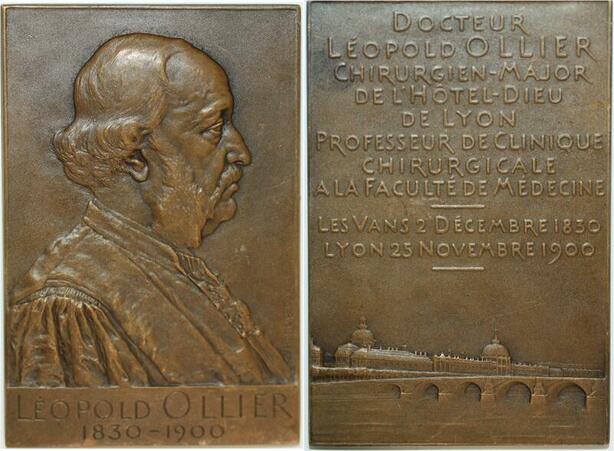 LÉOPOLD OLLIER
1830-1900
DOCTEUR
LÉOPOLD OLLIER
CHIRURGIEN-MAJOR
DE L'HÔTEL-DIEU
DE LYON
PROFESSEUR DE CLINIQUE
CHIRURGICALE
A LA FACULTÉ DE MÉDECINE
LES VANS 2 DÉCEMBRE 1830
LYON 25 NOVEMBRE 1900